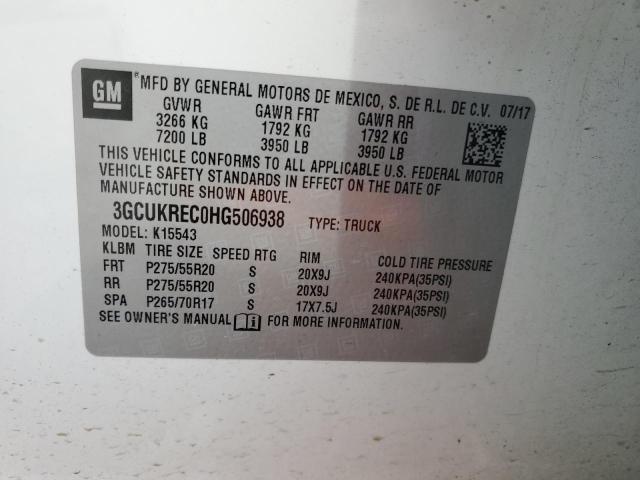 GM ®MFD BY GENERAL MOTORS DE MEXICO, S. DE R.L. DE C.V. 07/17
GVWR GAWR FRT GAWR RR
3266 KG 1792 KG 1792 KG
7200 LB 3950 LB 3950 LB
THIS VEHICLE CONFORMS TO ALL APPLICABLE U.S. FEDERAL MOTOR
VEHICLE SAFETY STANDARDS IN EFFECT ON THE DATE OF
MANUFACTURE SHOWN ABOVE.
3GCUKREC0HG506938 TYPE: TRUCK
MODEL: K15543
KLBM TIRE SIZE SPEED RTG RIM COLD TIRE PRESSURE
FRT P275/55R20 S 20X9J 240KPA(35PSI)
RR P275/55R20 S 20X9J 240KPA(35PSI)
SPA P265/70R17 S 17X7.5J 240KPA(35PSI)
SEE OWNER'S MANUAL FOR MORE INFORMATION.